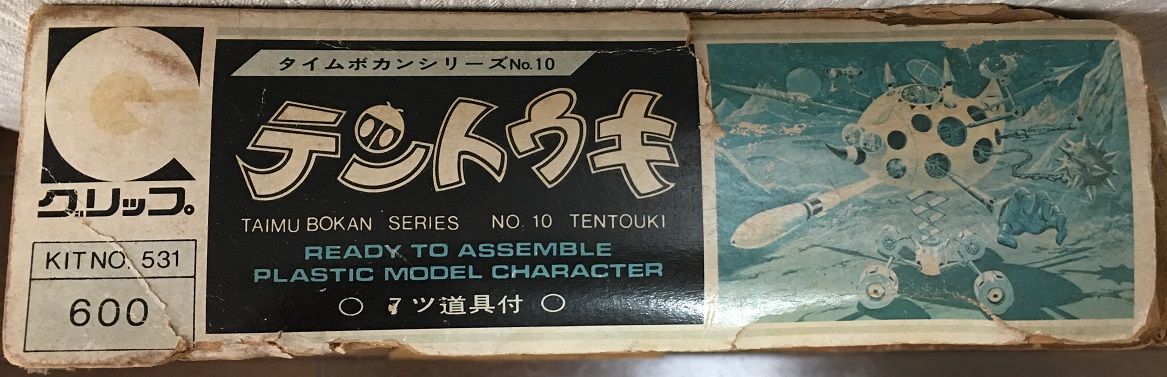 グリップ。
KIT NO. 531
600
タイムボカンシリーズNo.10
テントウキ
TAIMU BOKAN SERIES NO. 10 TENTOUKI
READY TO ASSEMBLE
PLASTIC MODEL CHARACTER
○ 7ツ道具付 ○